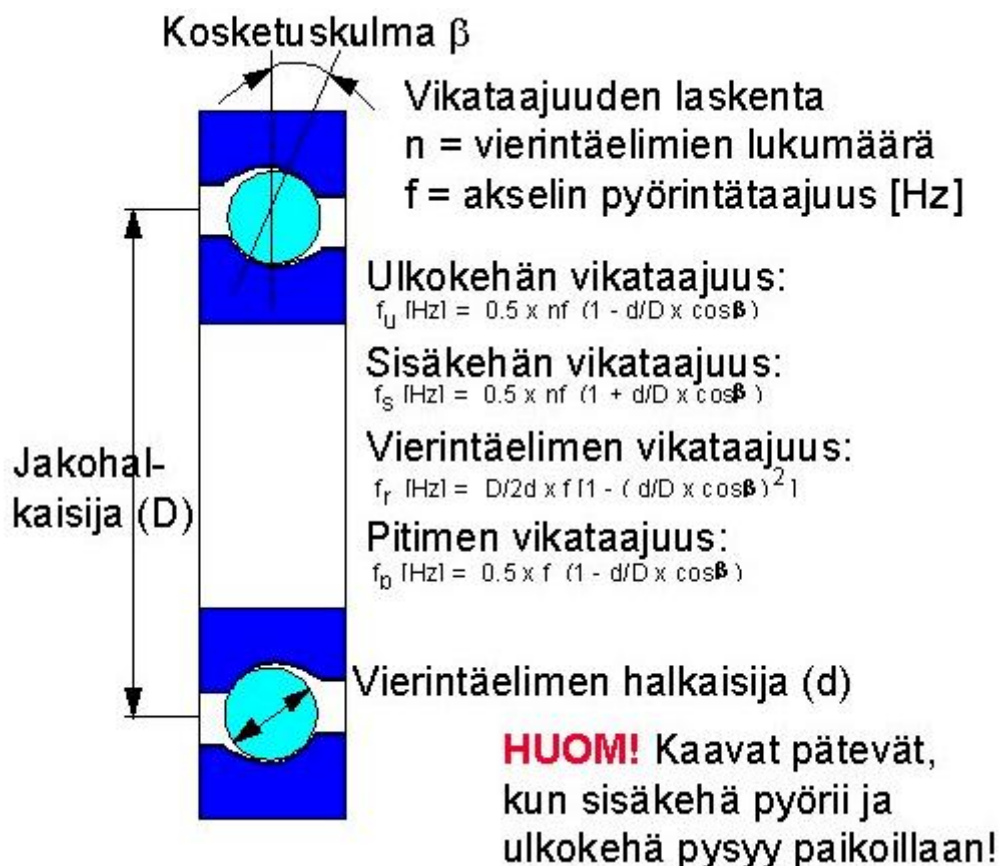 Kosketuskulma β
Vikataajuuden laskenta
n = vierintäelimien lukumäärä
f = akselin pyörintätaajuus [Hz]
Ulkokehän vikataajuus:
fu [Hz] = 0.5 x nf (1 - d/D x cosβ)
Sisäkehän vikataajuus:
fs [Hz] = 0.5 x nf (1 + d/D x cosβ)
Vierintäelimen vikataajuus:
fr [Hz] = D/2d x f [1 - ( d/D x cosβ)²]
Pitimen vikataajuus:
fp [Hz] = 0.5 x f (1 - d/D x cosβ)
Jakohal-
kaisija (D)
Vierintäelimen halkaisija (d)
HUOM! Kaavat pätevät,
kun sisäkehä pyörii ja
ulkokehä pysyy paikoillaan!